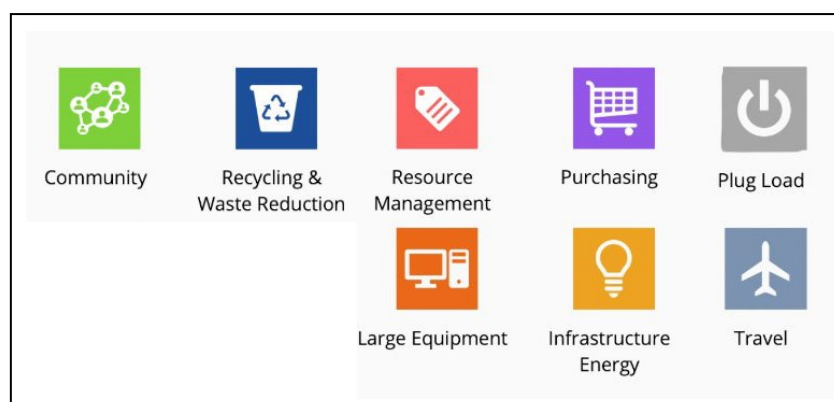 Community
Recycling &
Waste Reduction
Resource
Management
Purchasing
Plug Load
Large Equipment
Infrastructure
Energy
Travel